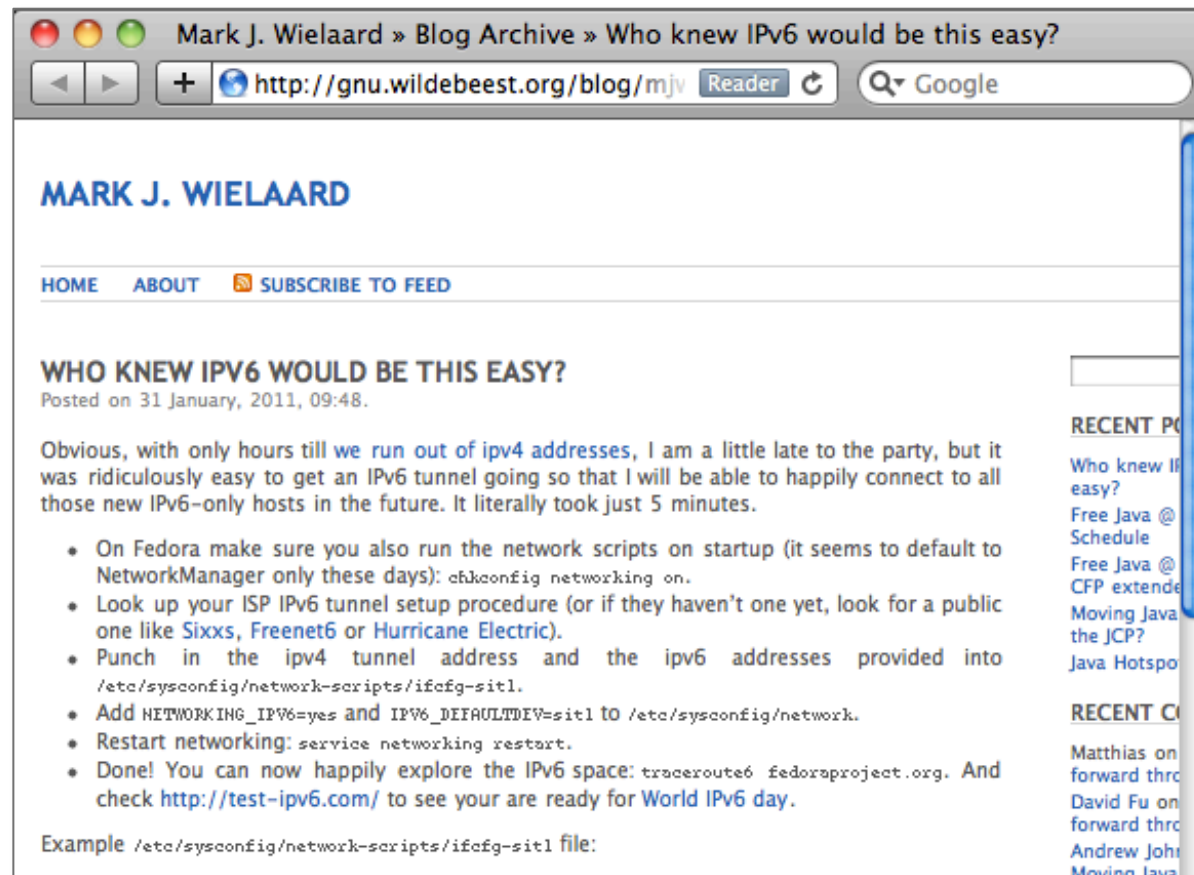 Mark J. Wielaard » Blog Archive » Who knew IPv6 would be this easy?
http://gnu.wildebeest.org/blog/mjw Reader Google
MARK J. WIELAARD
HOME ABOUT SUBSCRIBE TO FEED
WHO KNEW IPV6 WOULD BE THIS EASY?
Posted on 31 January, 2011, 09:48.
Obvious, with only hours till we run out of ipv4 addresses, I am a little late to the party, but it
was ridiculously easy to get an IPv6 tunnel going so that I will be able to happily connect to all
those new IPv6-only hosts in the future. It literally took just 5 minutes.
• On Fedora make sure you also run the network scripts on startup (it seems to default to
NetworkManager only these days): chkconfig networking on.
• Look up your ISP IPv6 tunnel setup procedure (or if they haven't one yet, look for a public
one like Sixxs, Freenet6 or Hurricane Electric).
• Punch in the ipv4 tunnel address and the ipv6 addresses provided into
/etc/sysconfig/network-scripts/ifcfg-sit1.
• Add NETWORKING_IPV6=yes and IPV6_DEFAULTDEV=sit1 to /etc/sysconfig/network.
• Restart networking: service networking restart.
• Done! You can now happily explore the IPv6 space: traceroute6 fedoraproject.org. And
check http://test-ipv6.com/ to see your are ready for World IPv6 day.
Example /etc/sysconfig/network-scripts/ifcfg-sit1 file:
RECENT
Who knew
easy?
Free Java @
Schedule
Free Java @
CFP
Moving Java
the JCP?
Java
RECENT
Matthias on
forward
David Fu on
forward
Andrew
Moving Java